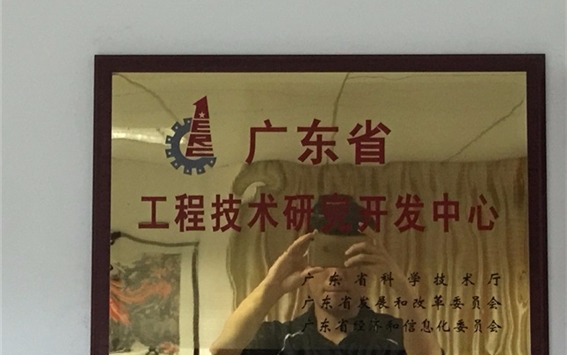 ERC
广东省
工程技术研究开发中心
广东省科学技术厅
广东省发展和改革委员会
广东省经济和信息化委员会